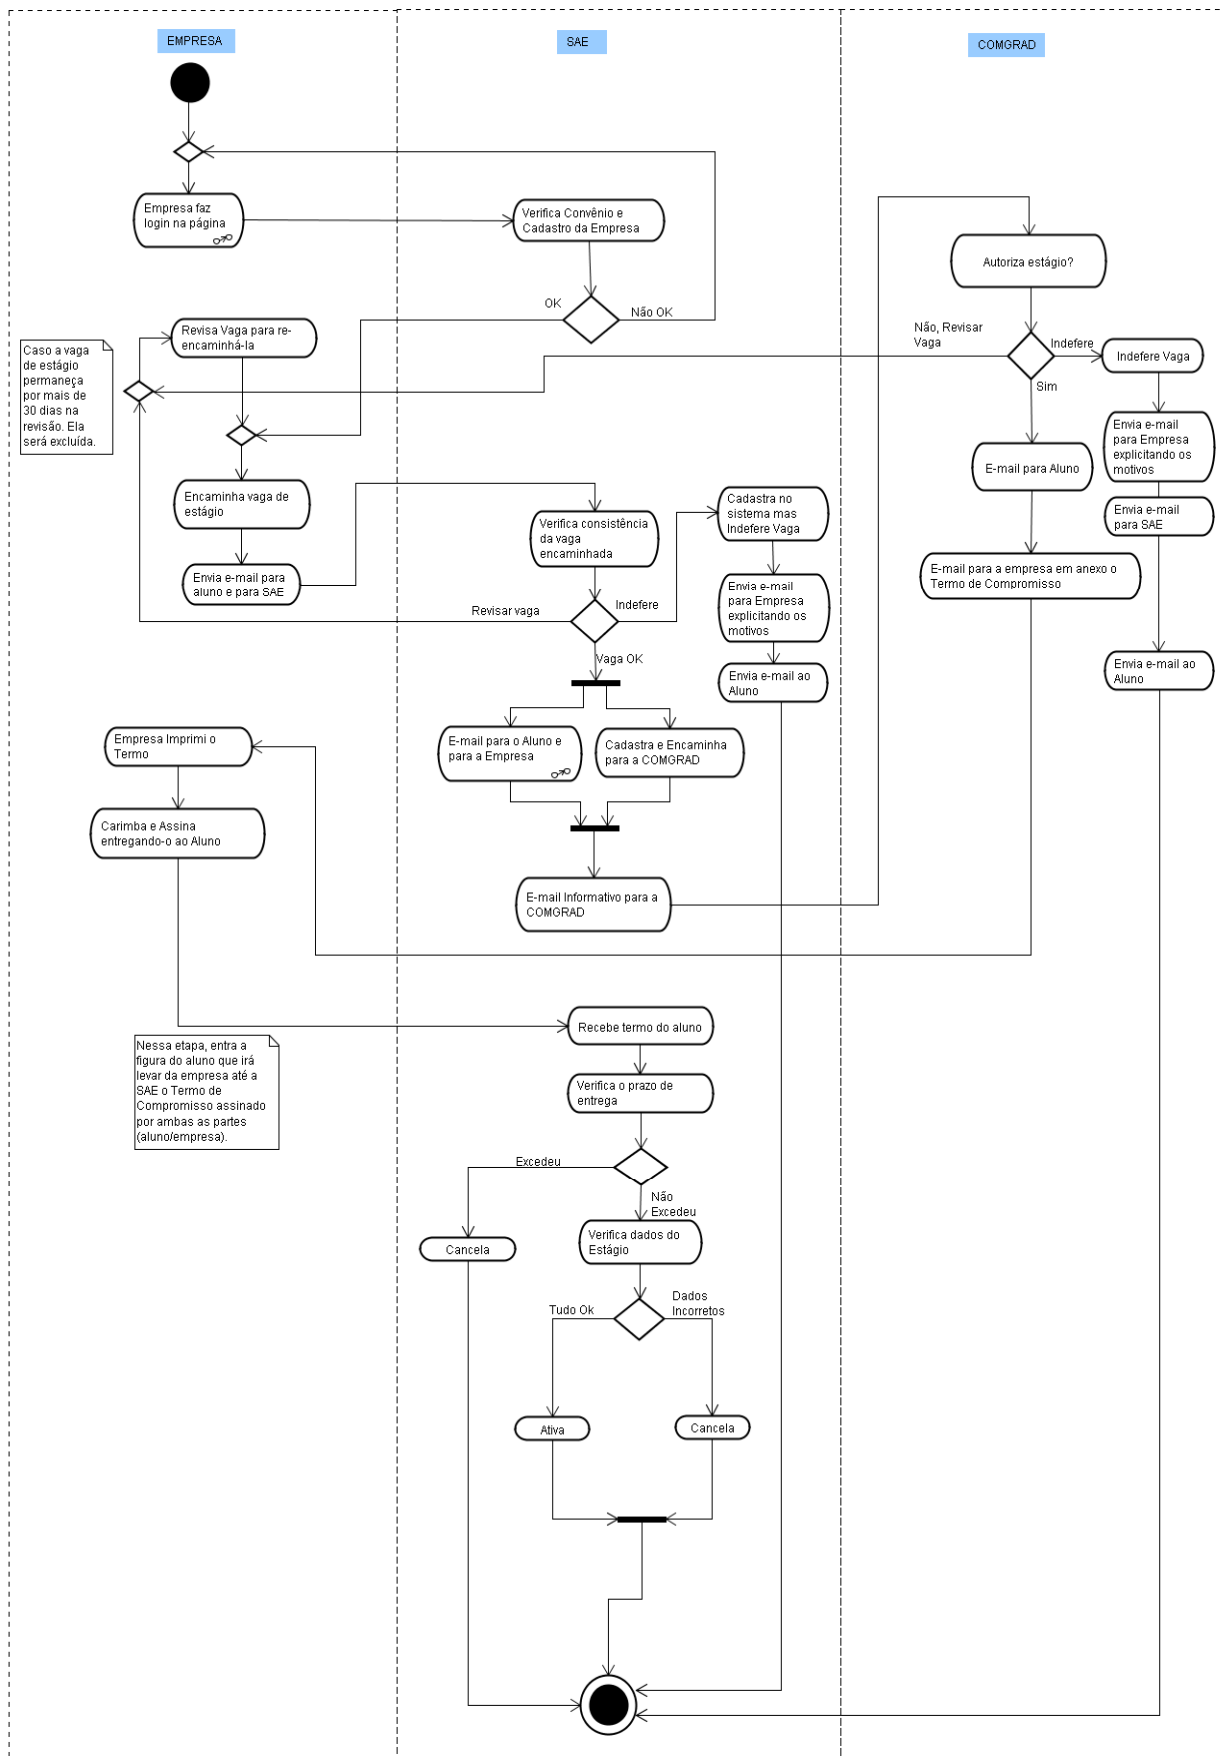 EMPRESA
SAE
COMGRAD
Empresa faz
login na página
Verifica Convênio e
Cadastro da Empresa
OK
Não OK
Autoriza estágio?
Não, Revisar
Vaga
Indefere
Sim
Indefere Vaga
Revisa Vaga para re-
encaminhá-la
Caso a vaga
de estágio
permaneça
por mais de
30 dias na
revisão. Ela
será excluída.
Envia e-mail
para Empresa
explicitando os
motivos
E-mail para Aluno
Envia e-mail
para SAE
Encaminha vaga de
estágio
Verifica consistência
da vaga
encaminhada
Cadastra no
sistema mas
Indefere Vaga
Envia e-mail para
aluno e para SAE
E-mail para a empresa em anexo o
Termo de Compromisso
Revisar vaga
Indefere
Envia e-mail
para Empresa
explicitando os
motivos
Vaga OK
Envia e-mail ao
Aluno
Envia e-mail ao
Aluno
Empresa Imprimi o
Termo
E-mail para o Aluno e
para a Empresa
Cadastra e Encaminha
para a COMGRAD
Carimba e Assina
entregando-o ao Aluno
E-mail Informativo para a
COMGRAD
Recebe termo do aluno
Nessa etapa, entra a
figura do aluno que irá
levar da empresa até a
SAE o Termo de
Compromisso assinado
por ambas as partes
(aluno/empresa).
Verifica o prazo de
entrega
Excedeu
Não
Excedeu
Verifica dados do
Estágio
Cancela
Tudo Ok
Dados
Incorretos
Ativa
Cancela